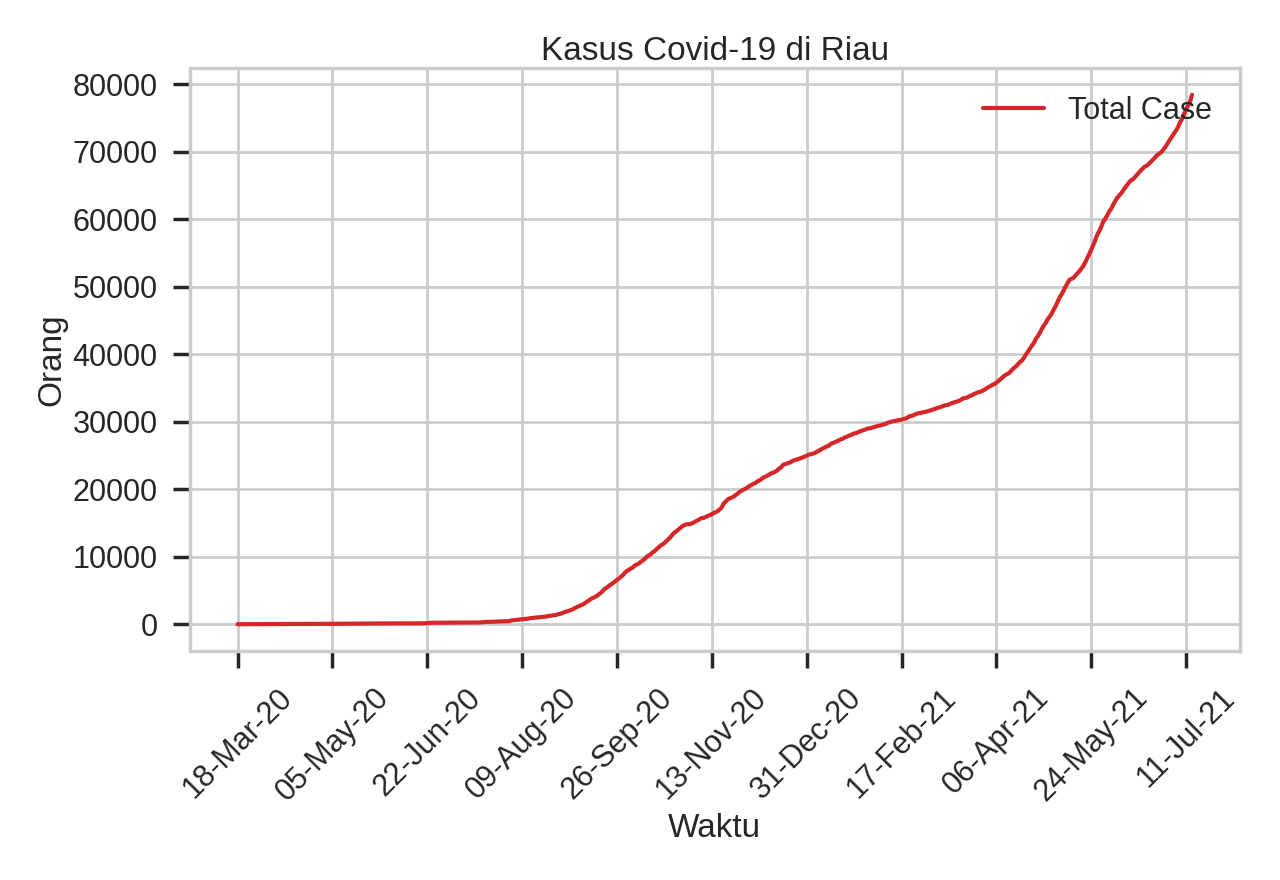 Kasus Covid-19 di Riau
Total Case
80000
70000
60000
50000
40000
30000
20000
10000
0
Orang
18-Mar-20
05-May-20
22-Jun-20
09-Aug-20
26-Sep-20
13-Nov-20
31-Dec-20
17-Feb-21
06-Apr-21
24-May-21
11-Jul-21
Waktu